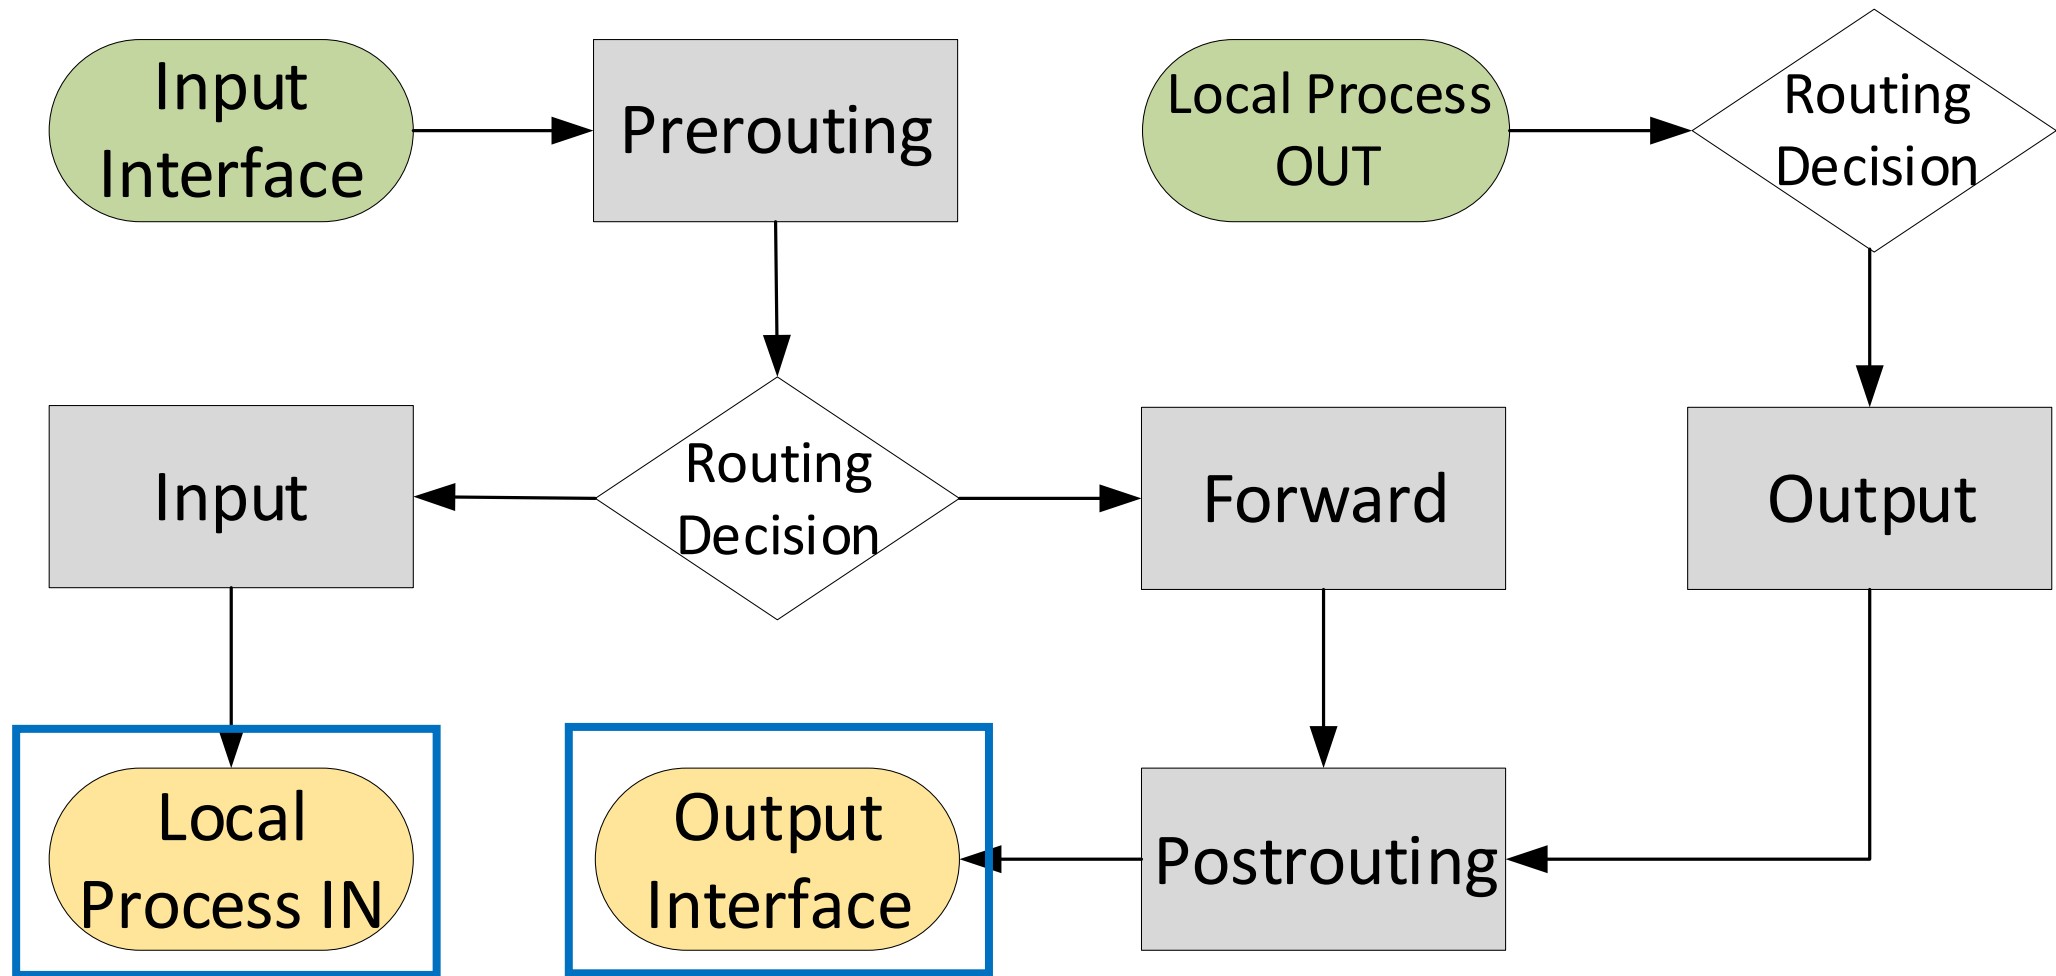 Input
Interface
Prerouting
Local Process
OUT
Routing
Decision
Input
Routing
Decision
Forward
Output
Local
Process IN
Output
Interface
Postrouting